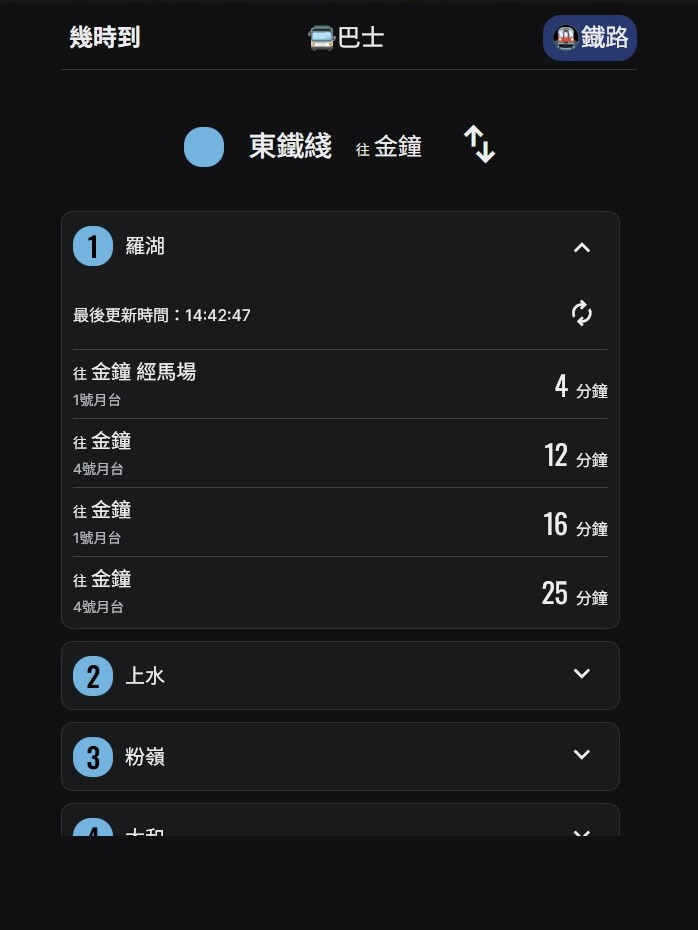 幾時到 巴士 鐵路
東鐵綫 往 金鐘
1 羅湖
最後更新時間：14:42:47
往 金鐘 經馬場 4 分鐘
1號月台
往 金鐘 12 分鐘
4號月台
往 金鐘 16 分鐘
1號月台
往 金鐘 25 分鐘
4號月台
2 上水
3 粉嶺
4 太和